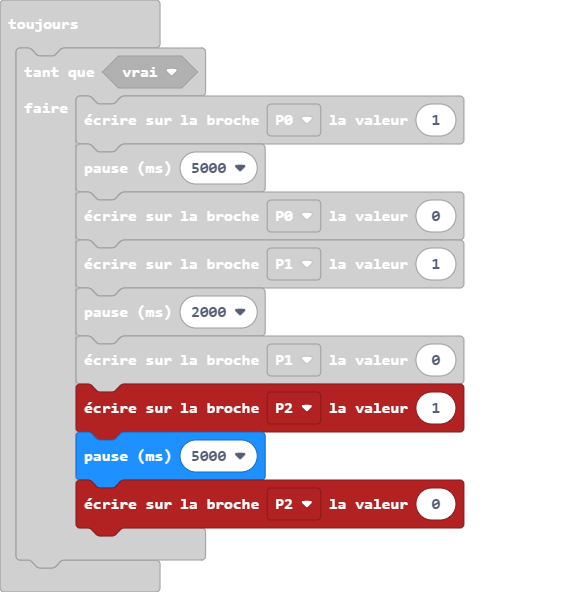 toujours
tant que vrai
faire
écrire sur la broche P0 la valeur 1
pause (ms) 5000
écrire sur la broche P0 la valeur 0
écrire sur la broche P1 la valeur 1
pause (ms) 2000
écrire sur la broche P1 la valeur 0
écrire sur la broche P2 la valeur 1
pause (ms) 5000
écrire sur la broche P2 la valeur 0